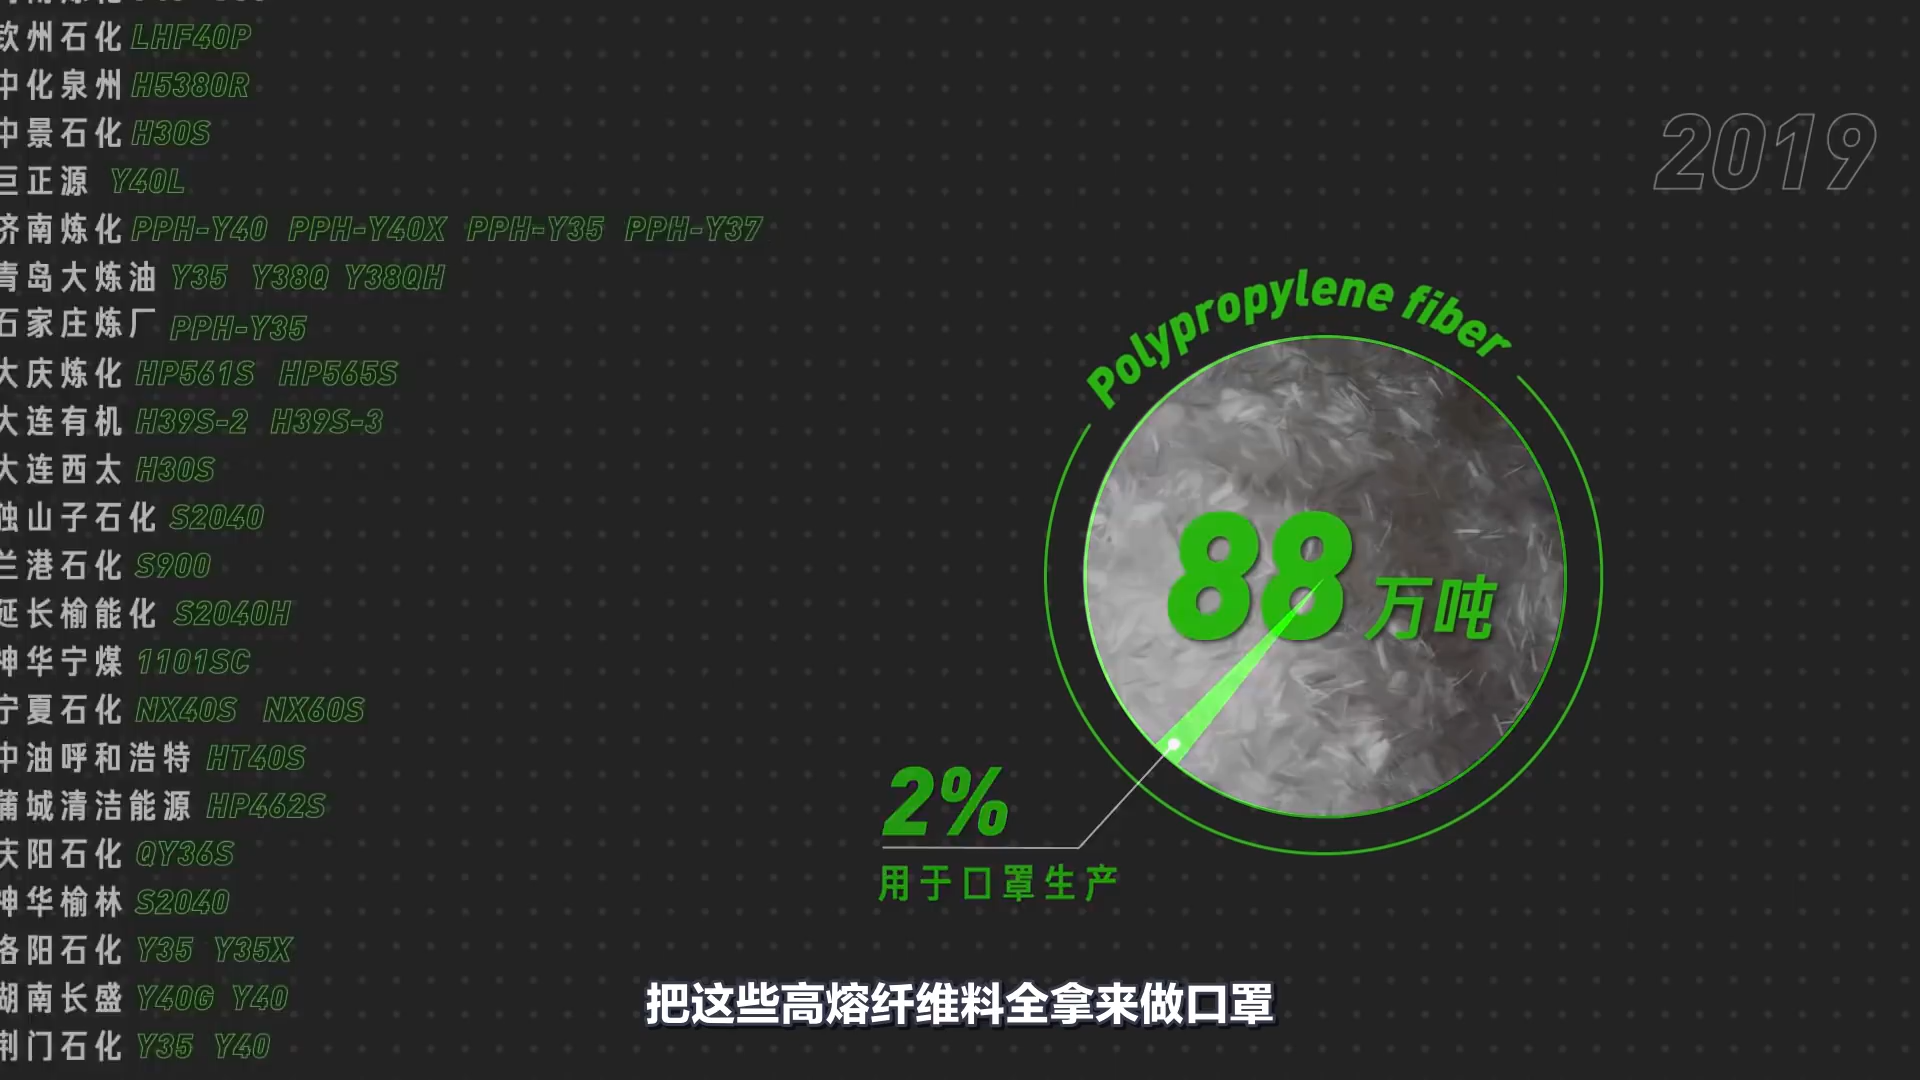 钦州石化 LHF40P
中化泉州 H5380R
中景石化 H30S
巨正源 Y40L
济南炼化 PPH-Y40 PPH-Y40X PPH-Y35 PPH-Y37
青岛大炼油 Y35 Y38Q Y38QH
石家庄炼厂 PPH-Y35
大庆炼化 HP561S HP565S
大连有机 H39S-2 H39S-3
大连西太 H30S
独山子石化 S2040
兰港石化 S900
延长榆能化 S2040H
神华宁煤 1101SC
宁夏石化 NX40S NX60S
中油呼和浩特 HT40S
蒲城清洁能源 HP462S
庆阳石化 QY36S
神华榆林 S2040
洛阳石化 Y35 Y35X
湖南长盛 Y40G Y40
荆门石化 Y35 Y40
2019
Polypropylene fiber
88 万吨
2%
用于口罩生产
把这些高熔纤维料全拿来做口罩